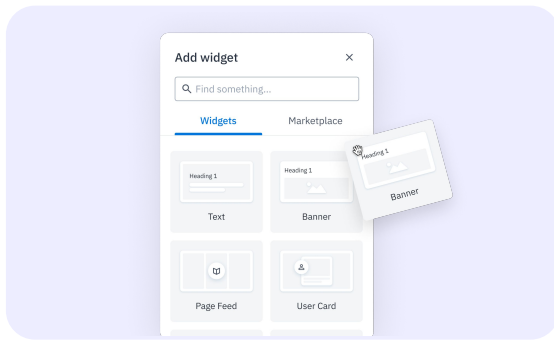 Add widget
Find something...
Widgets
Marketplace
Heading 1
Text
Heading 1
Banner
Heading 1
Banner
Page Feed
User Card